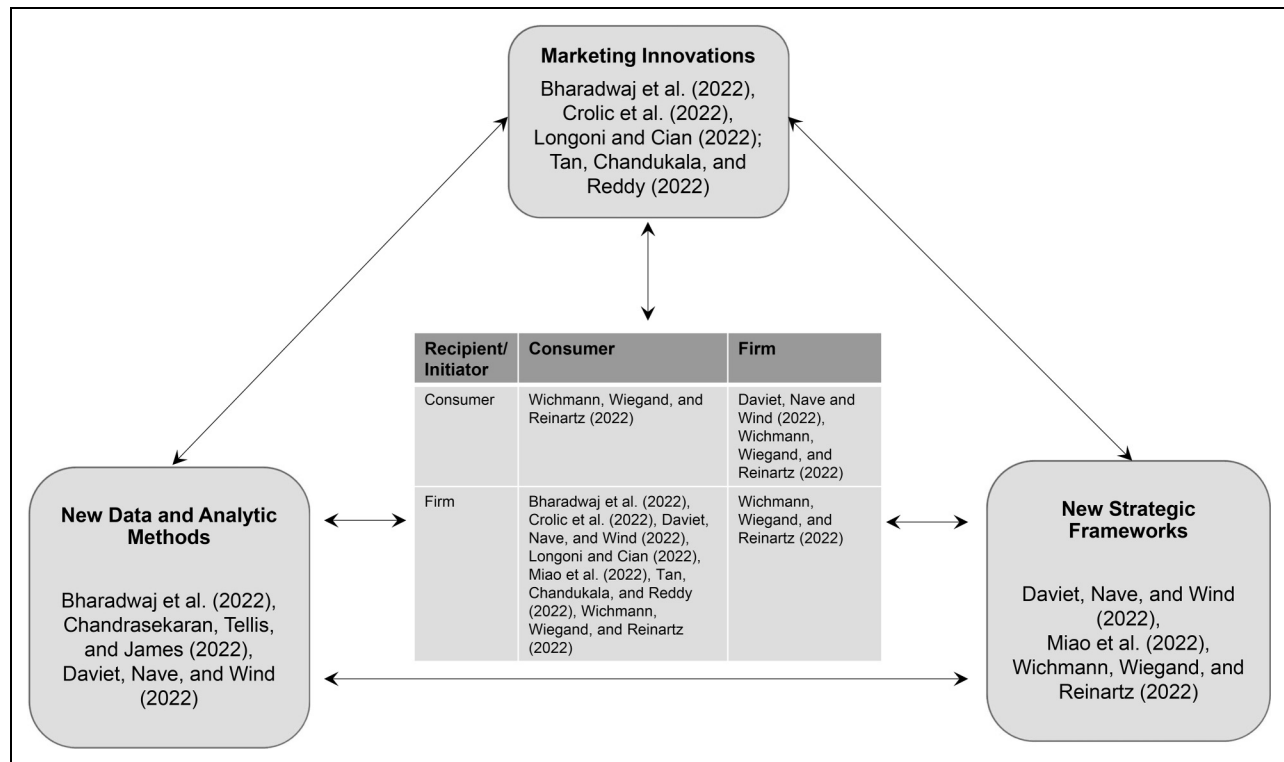 Marketing Innovations
Bharadwaj et al. (2022),
Crolic et al. (2022),
Longoni and Cian (2022);
Tan, Chandukala, and
Reddy (2022)
Recipient/
Initiator
Consumer
Firm
Consumer
Wichmann, Wiegand, and
Reinartz (2022)
Daviet, Nave and
Wind (2022),
Wichmann,
Wiegand, and
Reinartz (2022)
Firm
Bharadwaj et al. (2022),
Crolic et al. (2022), Daviet,
Nave, and Wind (2022),
Longoni and Cian (2022),
Miao et al. (2022), Tan,
Chandukala, and Reddy
(2022), Wichmann,
Wiegand, and Reinartz
(2022)
Wichmann,
Wiegand, and
Reinartz (2022)
New Data and Analytic
Methods
Bharadwaj et al. (2022),
Chandrasekaran, Tellis,
and James (2022),
Daviet, Nave, and Wind
(2022)
New Strategic
Frameworks
Daviet, Nave, and Wind
(2022),
Miao et al. (2022),
Wichmann, Wiegand, and
Reinartz (2022)